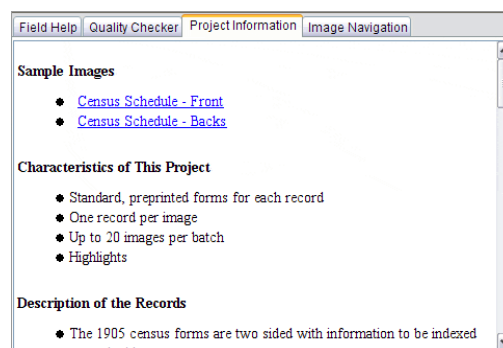 Field Help Quality Checker Project Information Image Navigation
Sample Images
Census Schedule - Front
Census Schedule - Backs
Characteristics of This Project
Standard, preprinted forms for each record
One record per image
Up to 20 images per batch
Highlights
Description of the Records
The 1905 census forms are two sided with information to be indexed